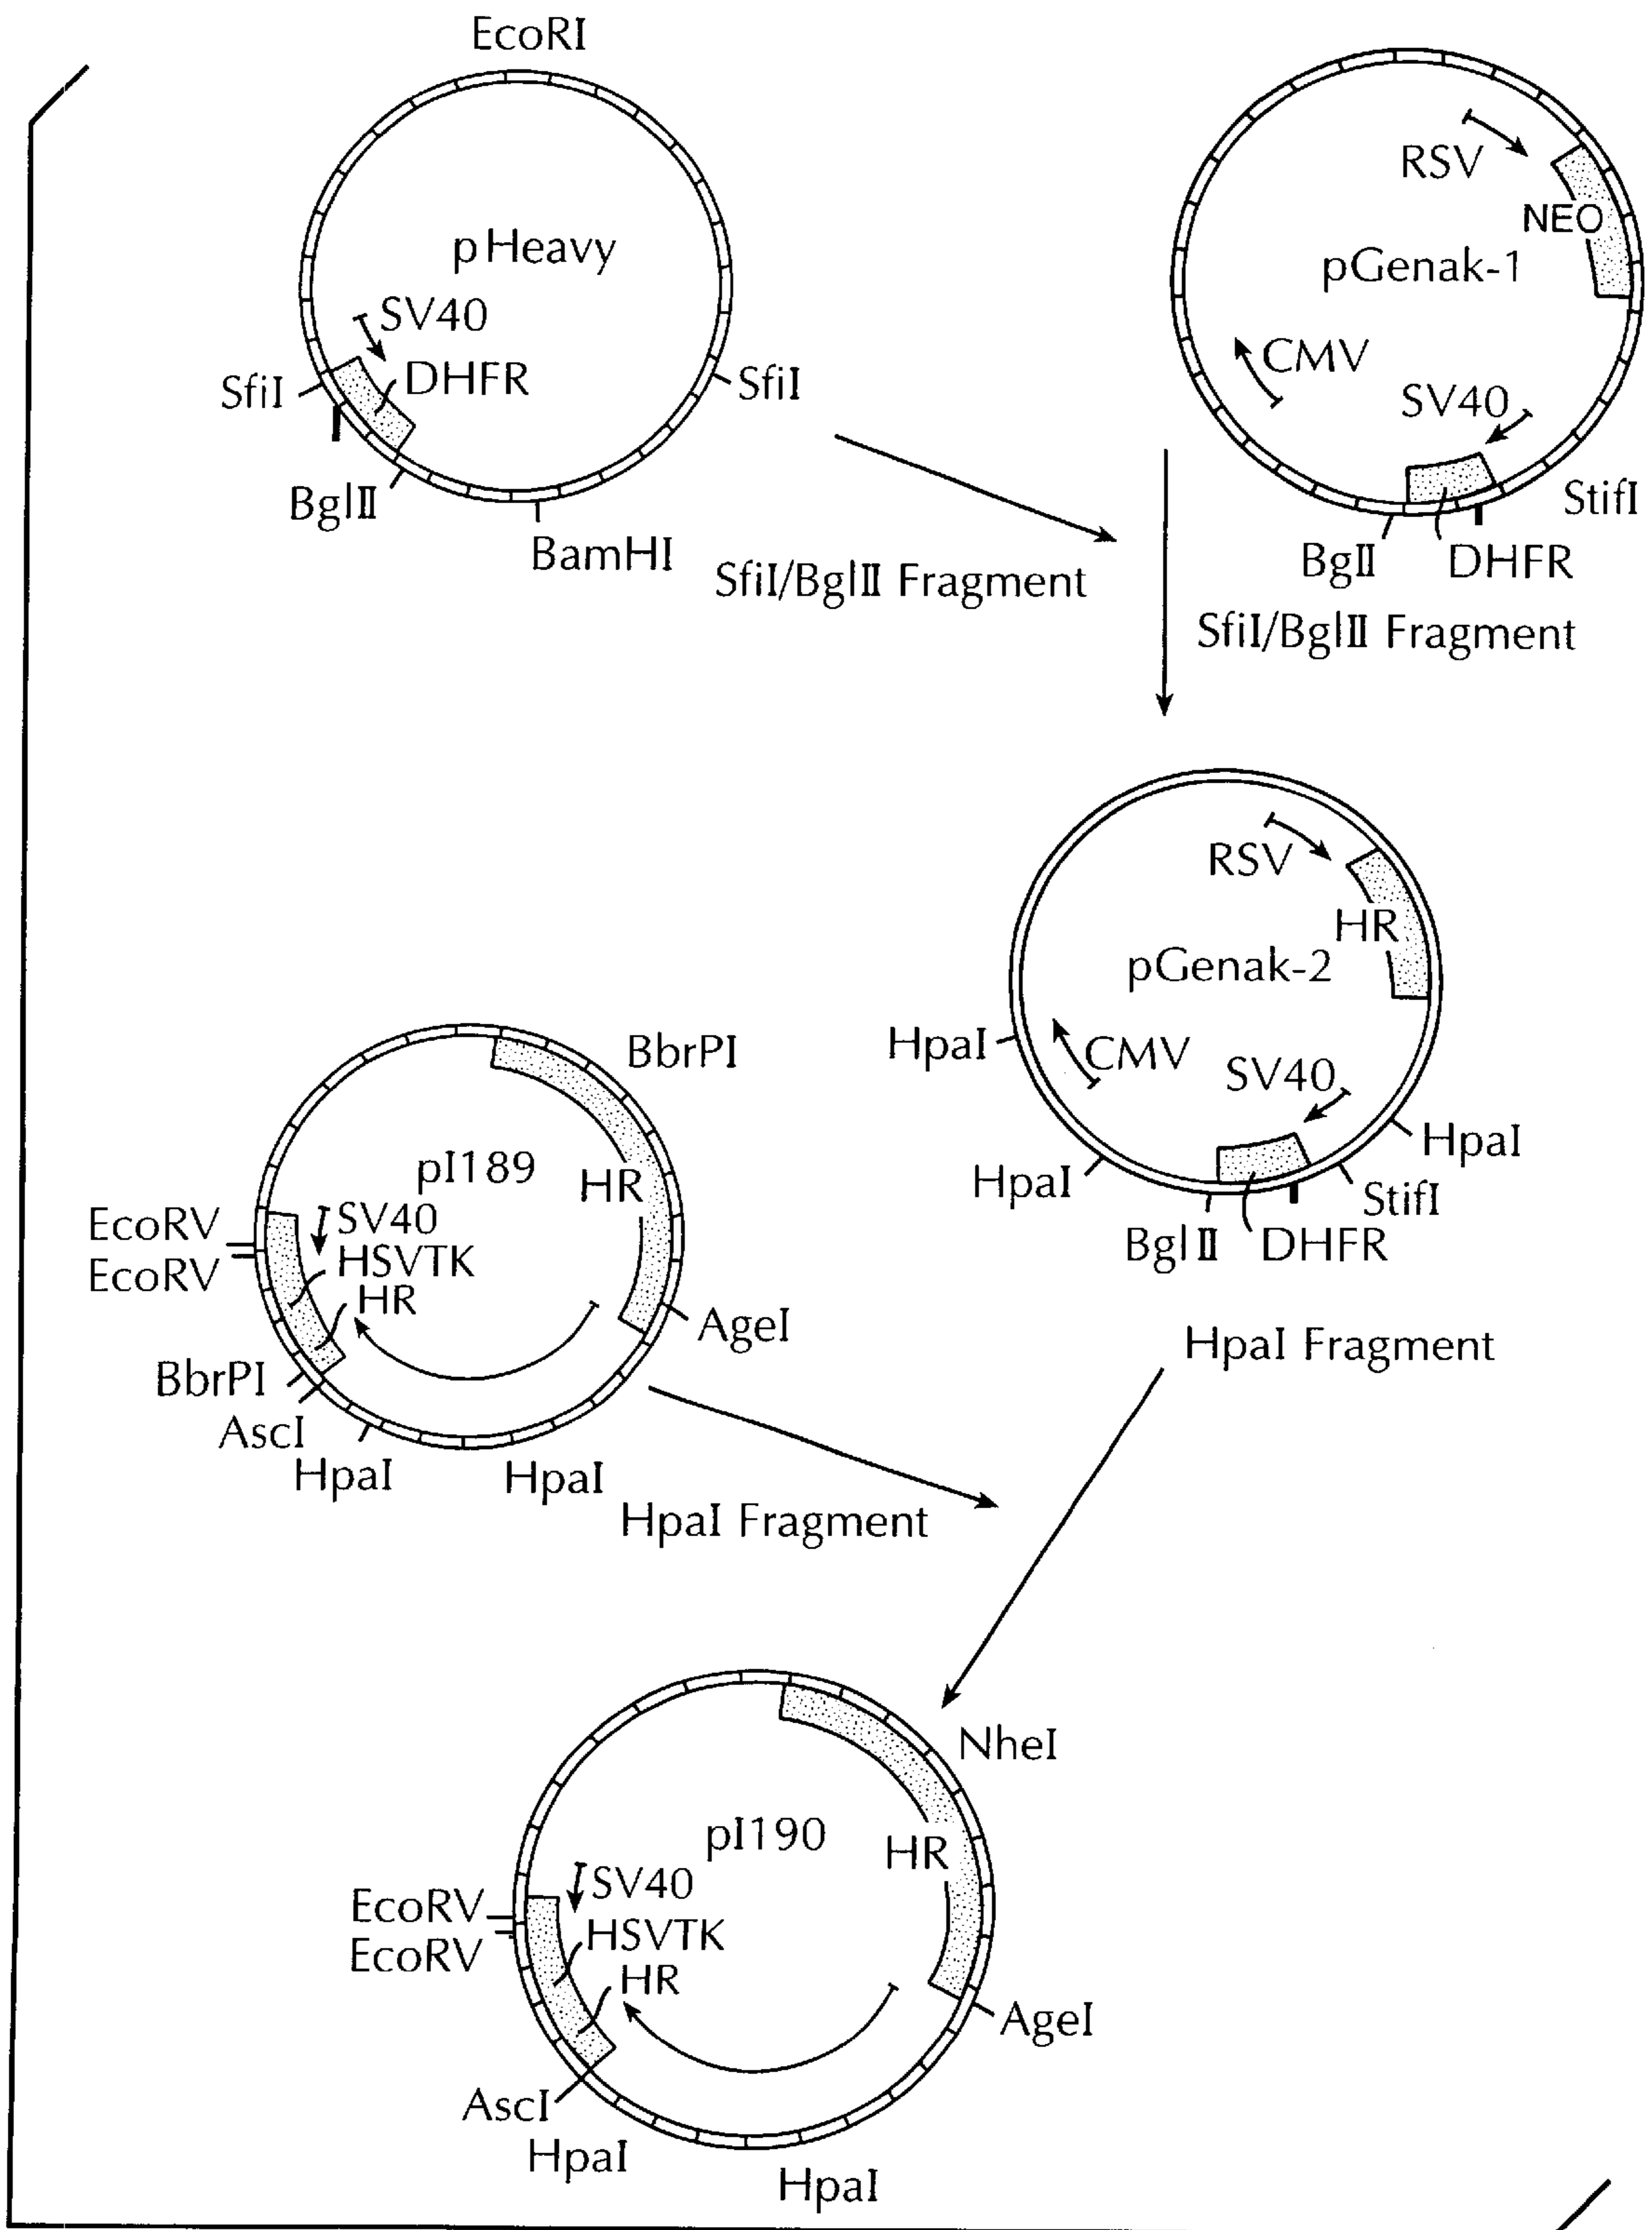 EcoRI
pHeavy
SV40
DHFR
SfiI
SfiI
BglII
BamHI
SfiI/BglII Fragment
RSV
NEO
pGenak-1
CMV
SV40
StifI
BgII
DHFR
SfiI/BglII Fragment
RSV
HR
pGenak-2
HpaI
CMV
SV40
HpaI
HpaI
StifI
BglII
DHFR
HpaI Fragment
BbrPI
pI189
HR
EcoRV
SV40
EcoRV
HSVTK
HR
AgeI
BbrPI
AscI
HpaI
HpaI
HpaI Fragment
NheI
pI190
HR
EcoRV
SV40
EcoRV
HSVTK
HR
AgeI
AscI
HpaI
HpaI